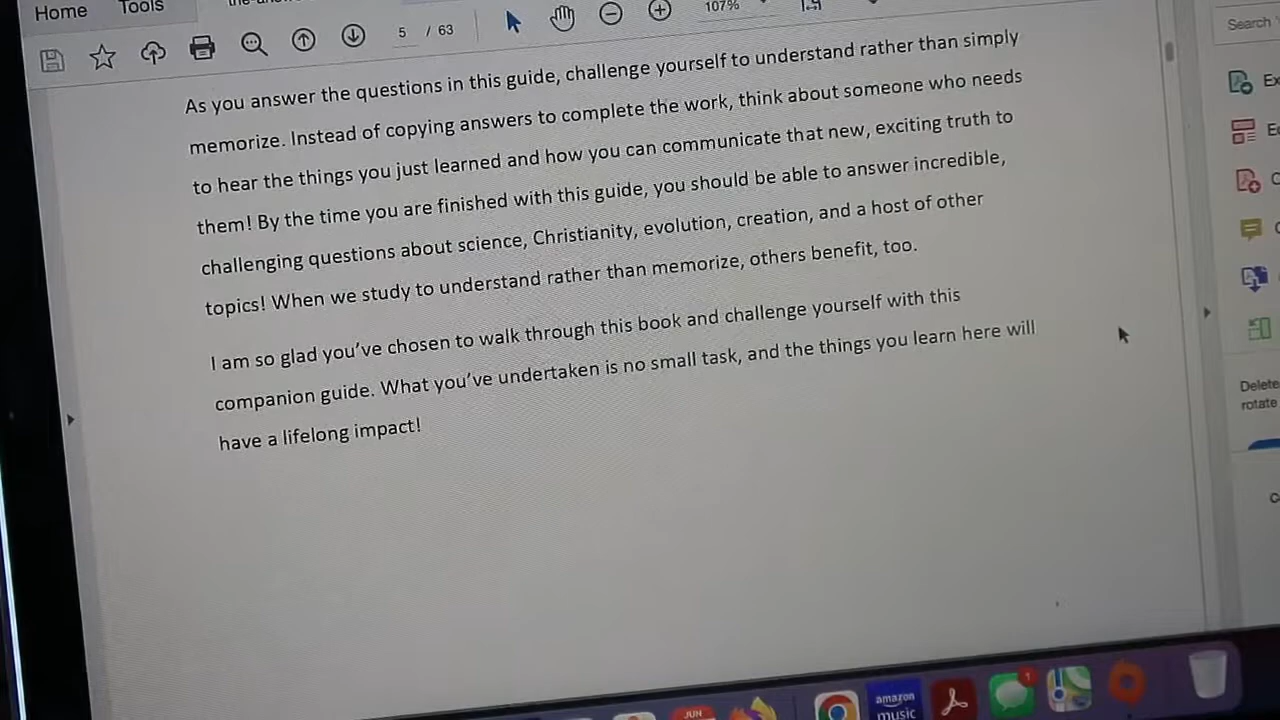 Home Tools
5 / 63 107%
Search
As you answer the questions in this guide, challenge yourself to understand rather than simply
memorize. Instead of copying answers to complete the work, think about someone who needs
to hear the things you just learned and how you can communicate that new, exciting truth to
them! By the time you are finished with this guide, you should be able to answer incredible,
challenging questions about science, Christianity, evolution, creation, and a host of other
topics! When we study to understand rather than memorize, others benefit, too.
I am so glad you’ve chosen to walk through this book and challenge yourself with this
companion guide. What you’ve undertaken is no small task, and the things you learn here will
have a lifelong impact!
Delete
rotate
JUN
amazon
music
1